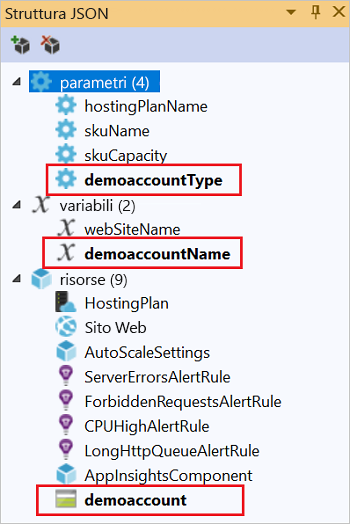 Struttura JSON
parametri (4)
hostingPlanName
skuName
skuCapacity
demoaccountType
variabili (2)
webSiteName
demoaccountName
risorse (9)
HostingPlan
Sito Web
AutoScaleSettings
ServerErrorsAlertRule
ForbiddenRequestsAlertRule
CPUHighAlertRule
LongHttpQueueAlertRule
AppInsightsComponent
demoaccount